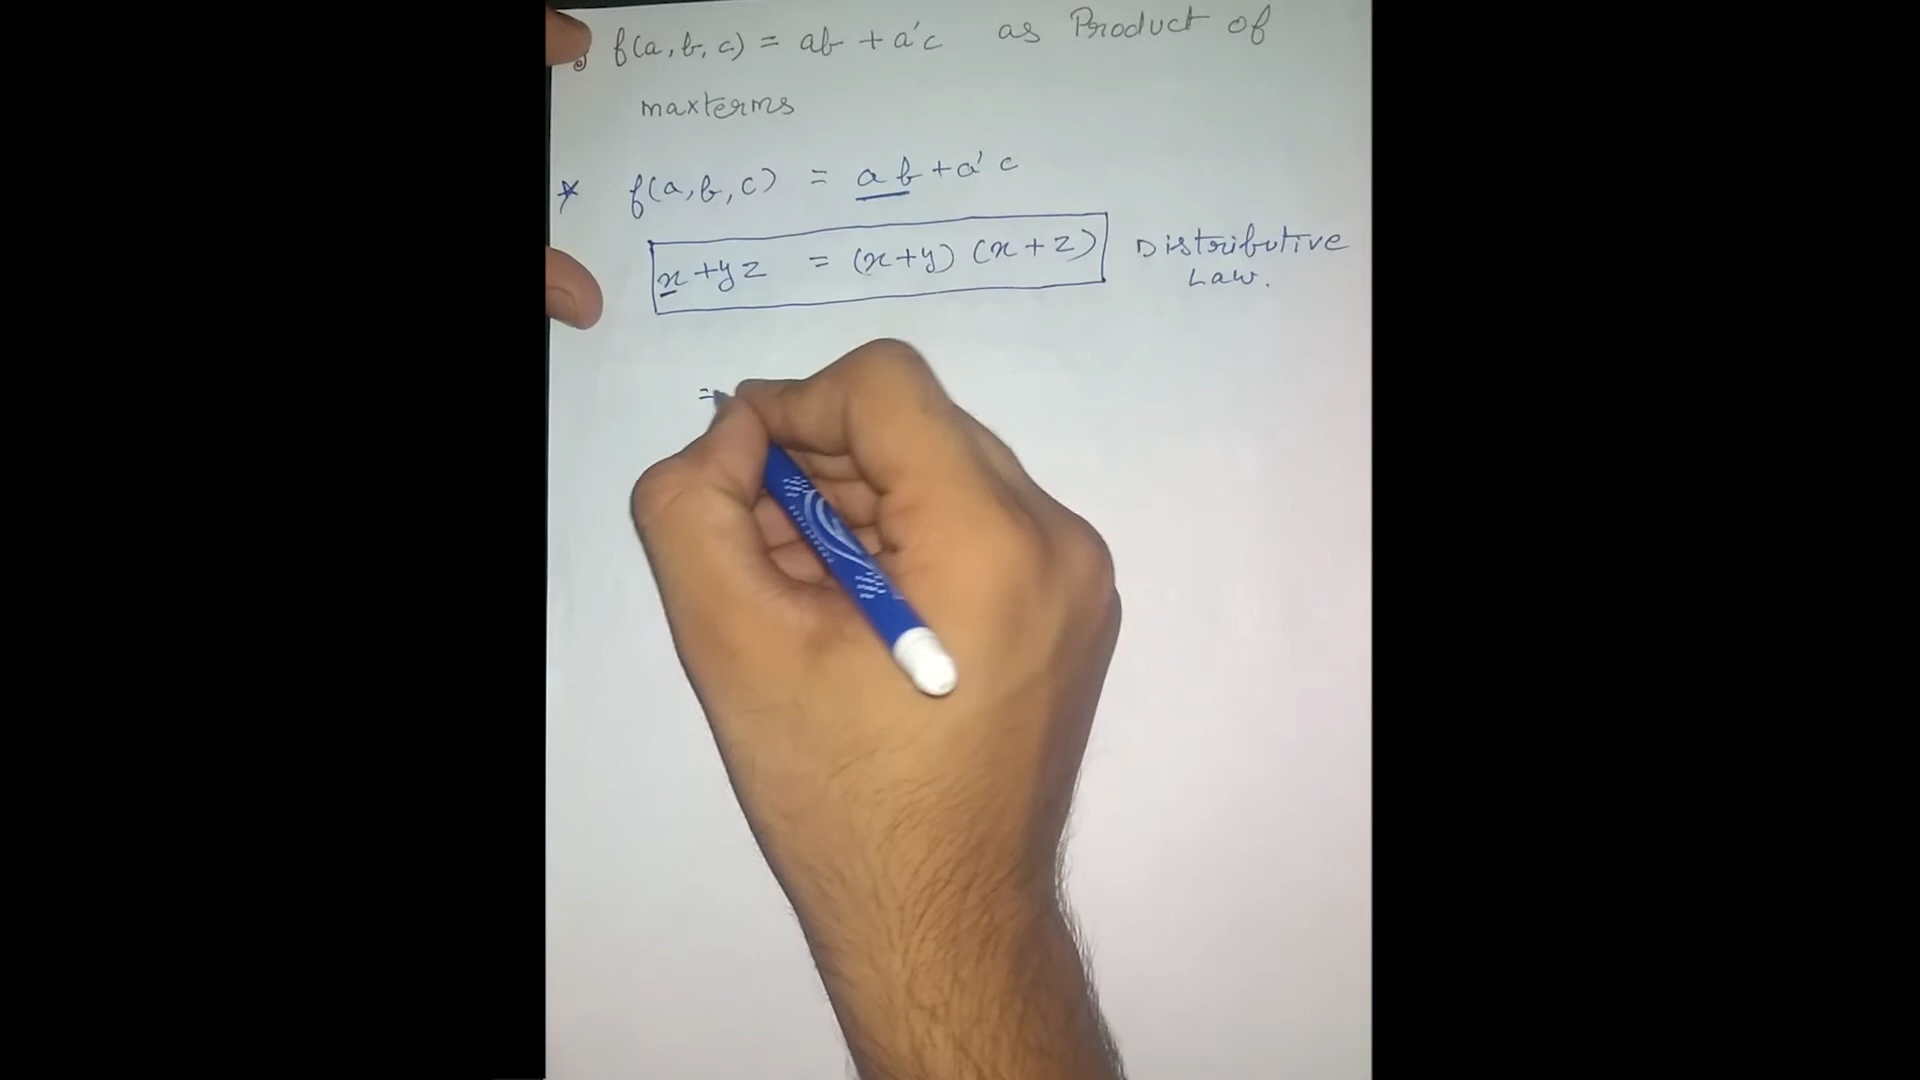 f(a, b, c) = ab + a'c as Product of
maxterms
* f(a, b, c) = ab + a'c
x + yz = (x+y) (x+z) Distributive
Law.
=